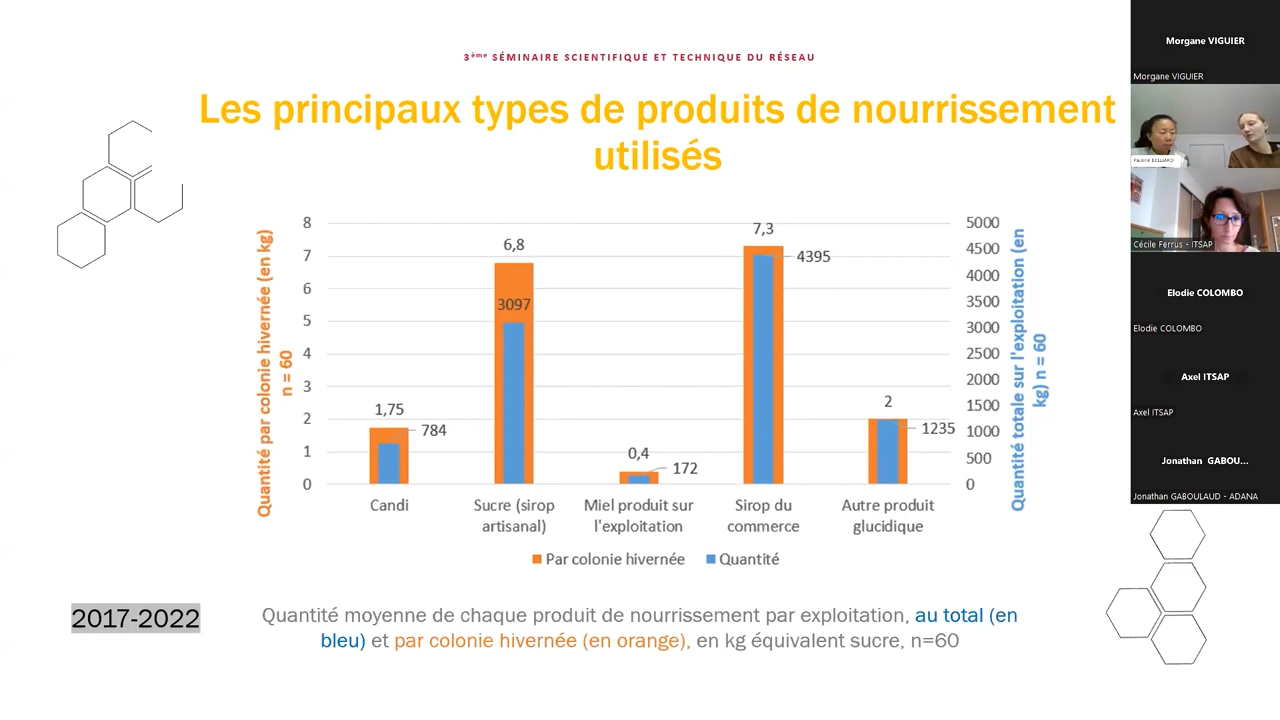 3ème SÉMINAIRE SCIENTIFIQUE ET TECHNIQUE DU RÉSEAU
Les principaux types de produits de nourrissement
utilisés
Quantité par colonie hivernée (en kg)
n = 60
8
7
6
5
4
3
2
1
0
1,75
784
6,8
3097
0,4
172
7,3
4395
2
1235
5000
4500
4000
3500
3000
2500
2000
1500
1000
500
0
Quantité totale sur l'exploitation (en
kg) n = 60
Candi
Sucre (sirop
artisanal)
Miel produit sur
l'exploitation
Sirop du
commerce
Autre produit
glucidique
Par colonie hivernée
Quantité
2017-2022
Quantité moyenne de chaque produit de nourrissement par exploitation, au total (en
bleu) et par colonie hivernée (en orange), en kg équivalent sucre, n=60
Morgane VIGUIER
Morgane VIGUIER
Cécile Ferrus - ITSAP
Elodie COLOMBO
Elodie COLOMBO
Axel ITSAP
Axel ITSAP
Jonathan GABOU...
Jonathan GABOULAUD - ADANA